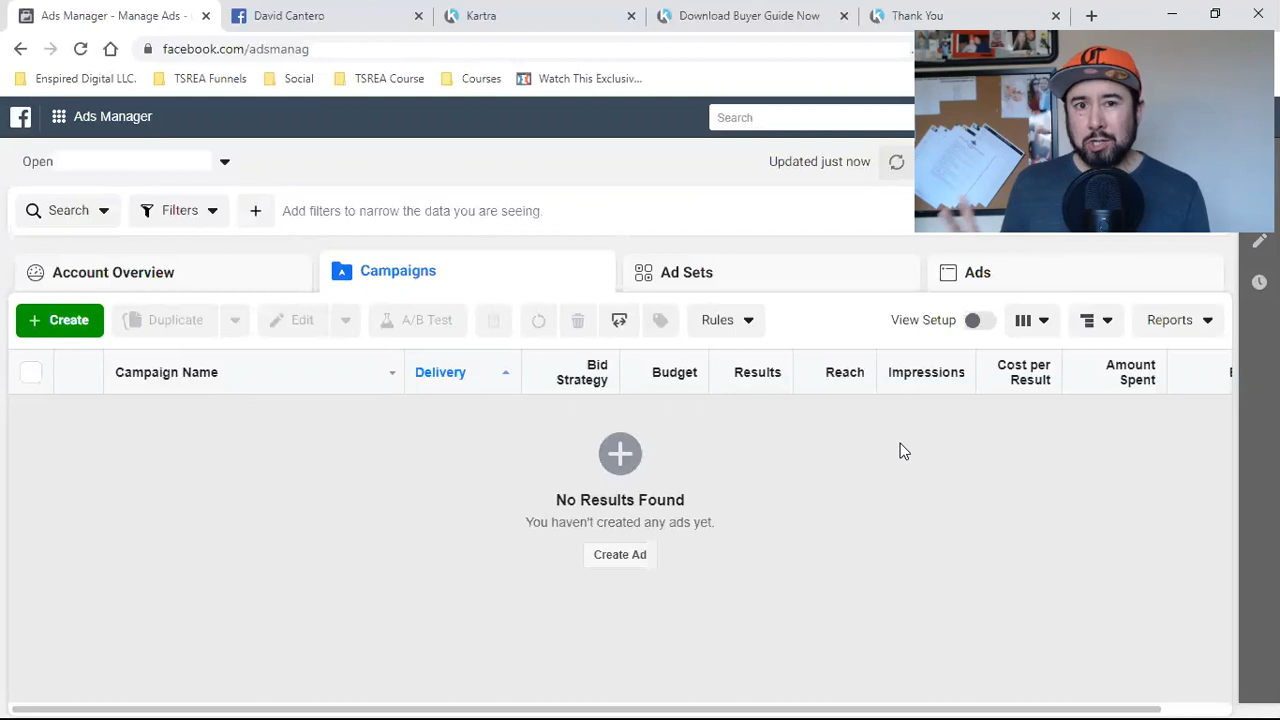 Ads Manager - Manage Ads -
David Cantero
Kartra
Download Buyer Guide Now
Thank You
facebook.com/adsmanag
Enspired Digital LLC.
TSREA Funnels
Social
TSREA Course
Courses
Watch This Exclusiv...
Ads Manager
Search
Open
Updated just now
Search
Filters
Add filters to narrow the data you are seeing.
Account Overview
Campaigns
Ad Sets
Ads
+ Create
Duplicate
Edit
A/B Test
Rules
View Setup
Reports
Campaign Name
Delivery
Bid
Strategy
Budget
Results
Reach
Impressions
Cost per
Result
Amount
Spent
No Results Found
You haven't created any ads yet.
Create Ad